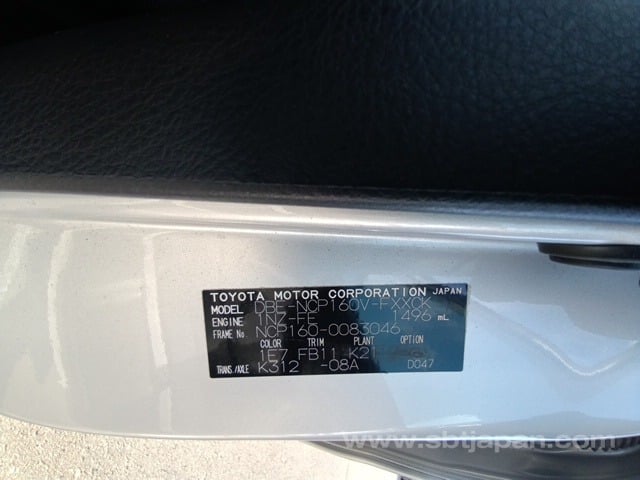 TOYOTA MOTOR CORPORATION JAPAN
MODEL DBE-NCP160V-FXXCK
ENGINE 1NZ-FE 1496 mL
FRAME No. NCP160-0083046
COLOR TRIM PLANT OPTION
1E7 FB11 K21
TRANS/AXLE K312 -08A D047
www.sbtjapan.com